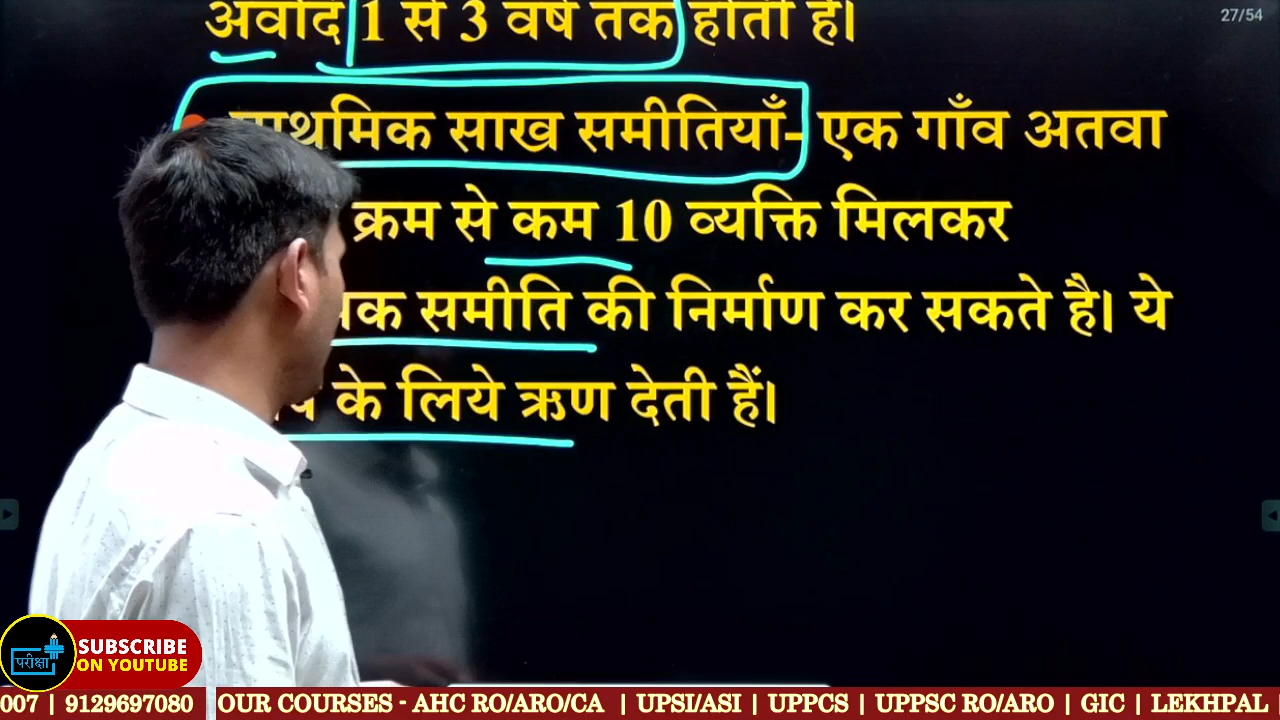 27/54
1 से 3 वर्ष तक होती है।
प्राथमिक साख समीतियाँ- एक गाँव अतवा
क्रम से कम 10 व्यक्ति मिलकर
समीति की निर्माण कर सकते है। ये
के लिये ऋण देती हैं।
परीक्षा
SUBSCRIBE
ON YOUTUBE
007 | 9129697080 | OUR COURSES - AHC RO/ARO/CA | UPSI/ASI | UPPCS | UPPSC RO/ARO | GIC | LEKHPAL